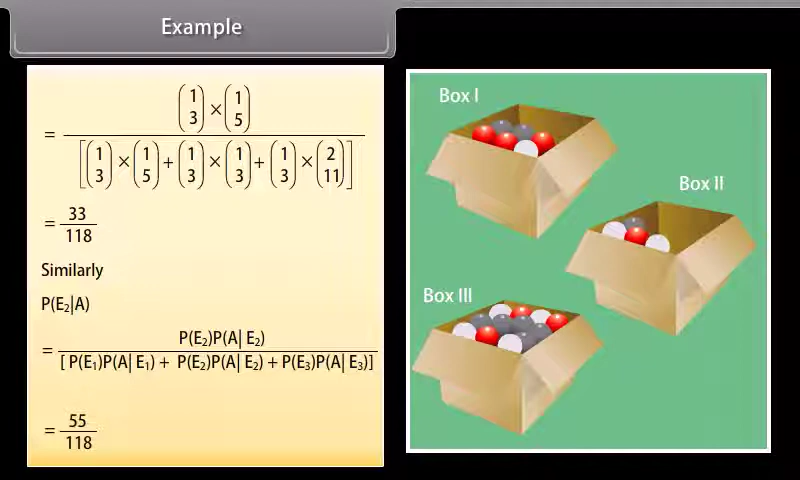 Example
= (1/3) × (1/5) / [(1/3) × (1/5) + (1/3) × (1/3) + (1/3) × (2/11)]
= 33/118
Similarly
P(E₂|A)
= P(E₂)P(A| E₂) / [ P(E₁)P(A| E₁) + P(E₂)P(A| E₂) + P(E₃)P(A| E₃)]
= 55/118
Box I
Box II
Box III